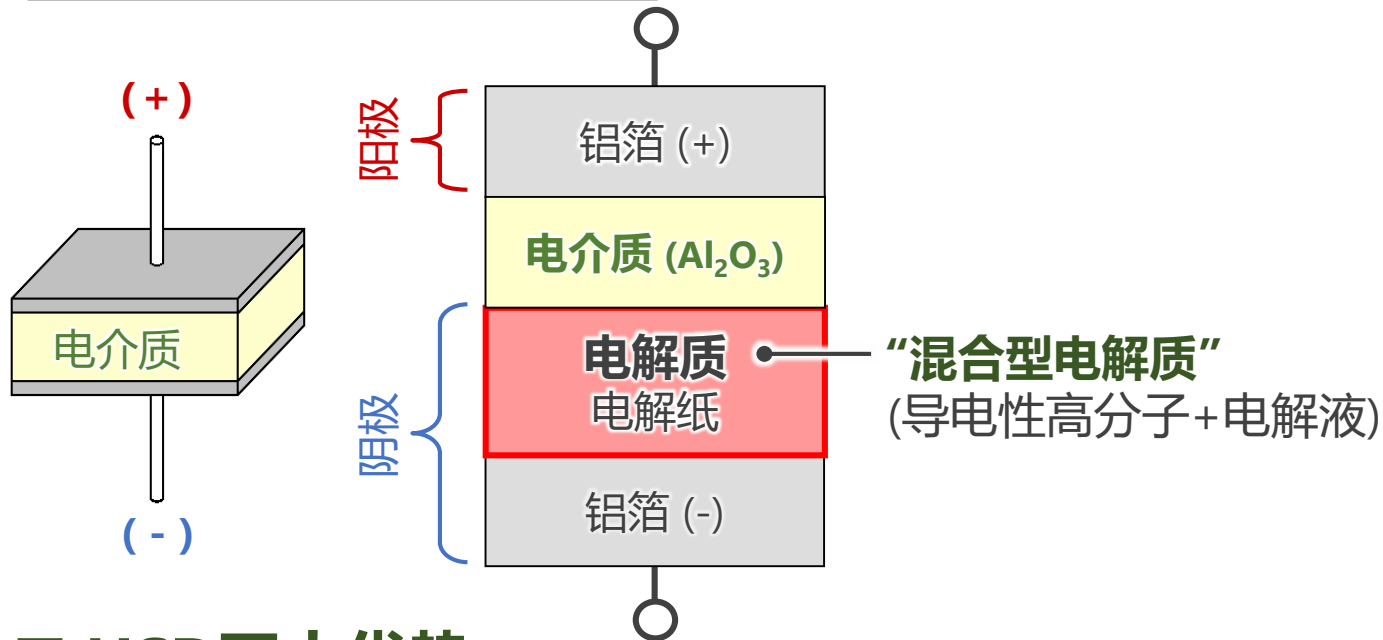 (+)
电介质
(-)
阳极
铝箔 (+)
电介质 (Al₂O₃)
阴极
电解质
电解纸
铝箔 (-)
“混合型电解质”
(导电性高分子+电解液)